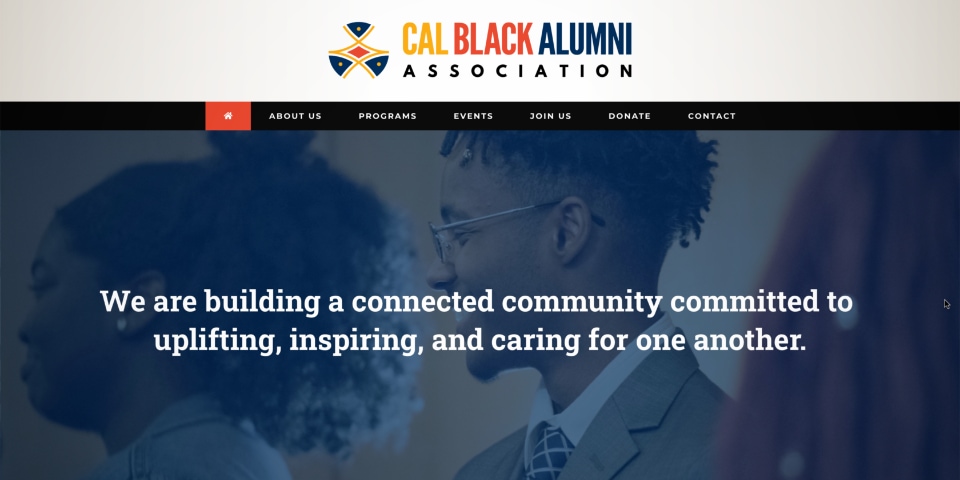 CAL BLACK ALUMNI
ASSOCIATION
ABOUT US PROGRAMS EVENTS JOIN US DONATE CONTACT
We are building a connected community committed to
uplifting, inspiring, and caring for one another.